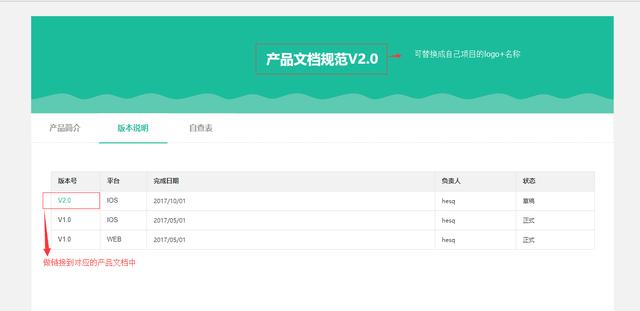 产品文档规范V2.0
可替换成自己项目的logo+名称
产品简介 版本说明 自查表
版本号 平台 完成日期 负责人 状态
V2.0 IOS 2017/10/01 hesq 草稿
V1.0 IOS 2017/05/01 hesq 正式
V1.0 WEB 2017/05/01 hesq 正式
做链接到对应的产品文档中